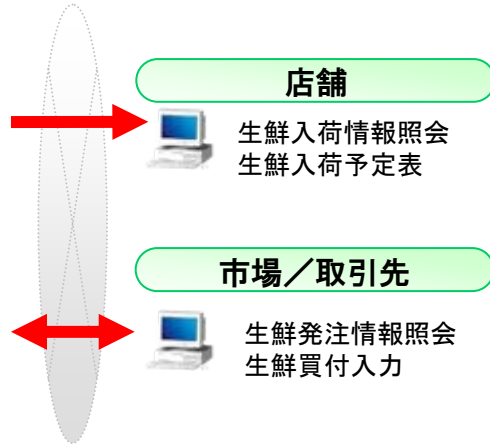 店舗
生鮮入荷情報照会
生鮮入荷予定表
市場／取引先
生鮮発注情報照会
生鮮買付入力